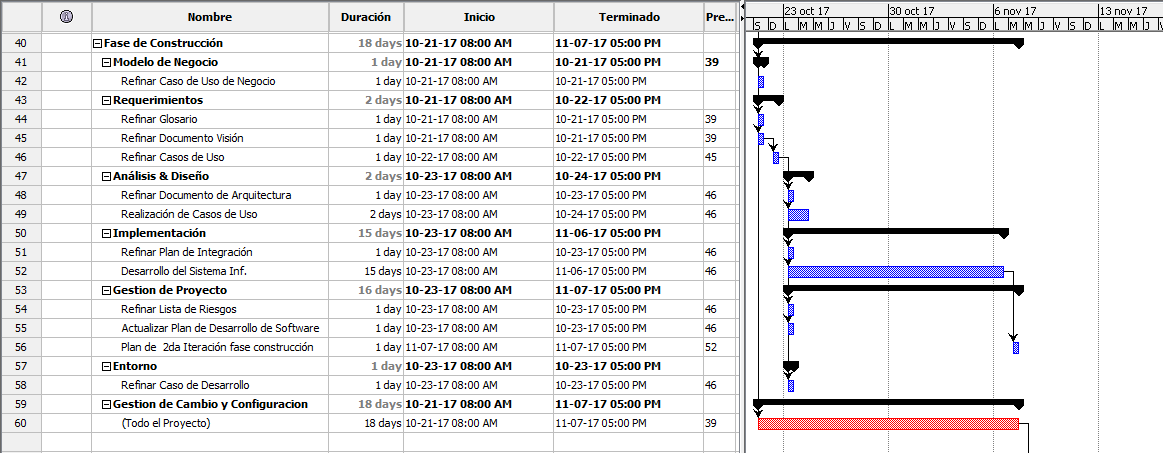 Nombre Duración Inicio Terminado Pre... 23 oct 17 30 oct 17 6 nov 17 13 nov 17
S D L M M J V S D L M M J V S D L M M J V S D L M M J V
40 Fase de Construcción 18 days 10-21-17 08:00 AM 11-07-17 05:00 PM
41 Modelo de Negocio 1 day 10-21-17 08:00 AM 10-21-17 05:00 PM 39
42 Refinar Caso de Uso de Negocio 1 day 10-21-17 08:00 AM 10-21-17 05:00 PM
43 Requerimientos 2 days 10-21-17 08:00 AM 10-22-17 05:00 PM
44 Refinar Glosario 1 day 10-21-17 08:00 AM 10-21-17 05:00 PM 39
45 Refinar Documento Visión 1 day 10-21-17 08:00 AM 10-21-17 05:00 PM 39
46 Refinar Casos de Uso 1 day 10-22-17 08:00 AM 10-22-17 05:00 PM 45
47 Análisis & Diseño 2 days 10-23-17 08:00 AM 10-24-17 05:00 PM
48 Refinar Documento de Arquitectura 1 day 10-23-17 08:00 AM 10-23-17 05:00 PM 46
49 Realización de Casos de Uso 2 days 10-23-17 08:00 AM 10-24-17 05:00 PM 46
50 Implementación 15 days 10-23-17 08:00 AM 11-06-17 05:00 PM
51 Refinar Plan de Integración 1 day 10-23-17 08:00 AM 10-23-17 05:00 PM 46
52 Desarrollo del Sistema Inf. 15 days 10-23-17 08:00 AM 11-06-17 05:00 PM 46
53 Gestion de Proyecto 16 days 10-23-17 08:00 AM 11-07-17 05:00 PM
54 Refinar Lista de Riesgos 1 day 10-23-17 08:00 AM 10-23-17 05:00 PM 46
55 Actualizar Plan de Desarrollo de Software 1 day 10-23-17 08:00 AM 10-23-17 05:00 PM 46
56 Plan de 2da Iteración fase construcción 1 day 11-07-17 08:00 AM 11-07-17 05:00 PM 52
57 Entorno 1 day 10-23-17 08:00 AM 10-23-17 05:00 PM
58 Refinar Caso de Desarrollo 1 day 10-23-17 08:00 AM 10-23-17 05:00 PM 46
59 Gestion de Cambio y Configuracion 18 days 10-21-17 08:00 AM 11-07-17 05:00 PM
60 (Todo el Proyecto) 18 days 10-21-17 08:00 AM 11-07-17 05:00 PM 39